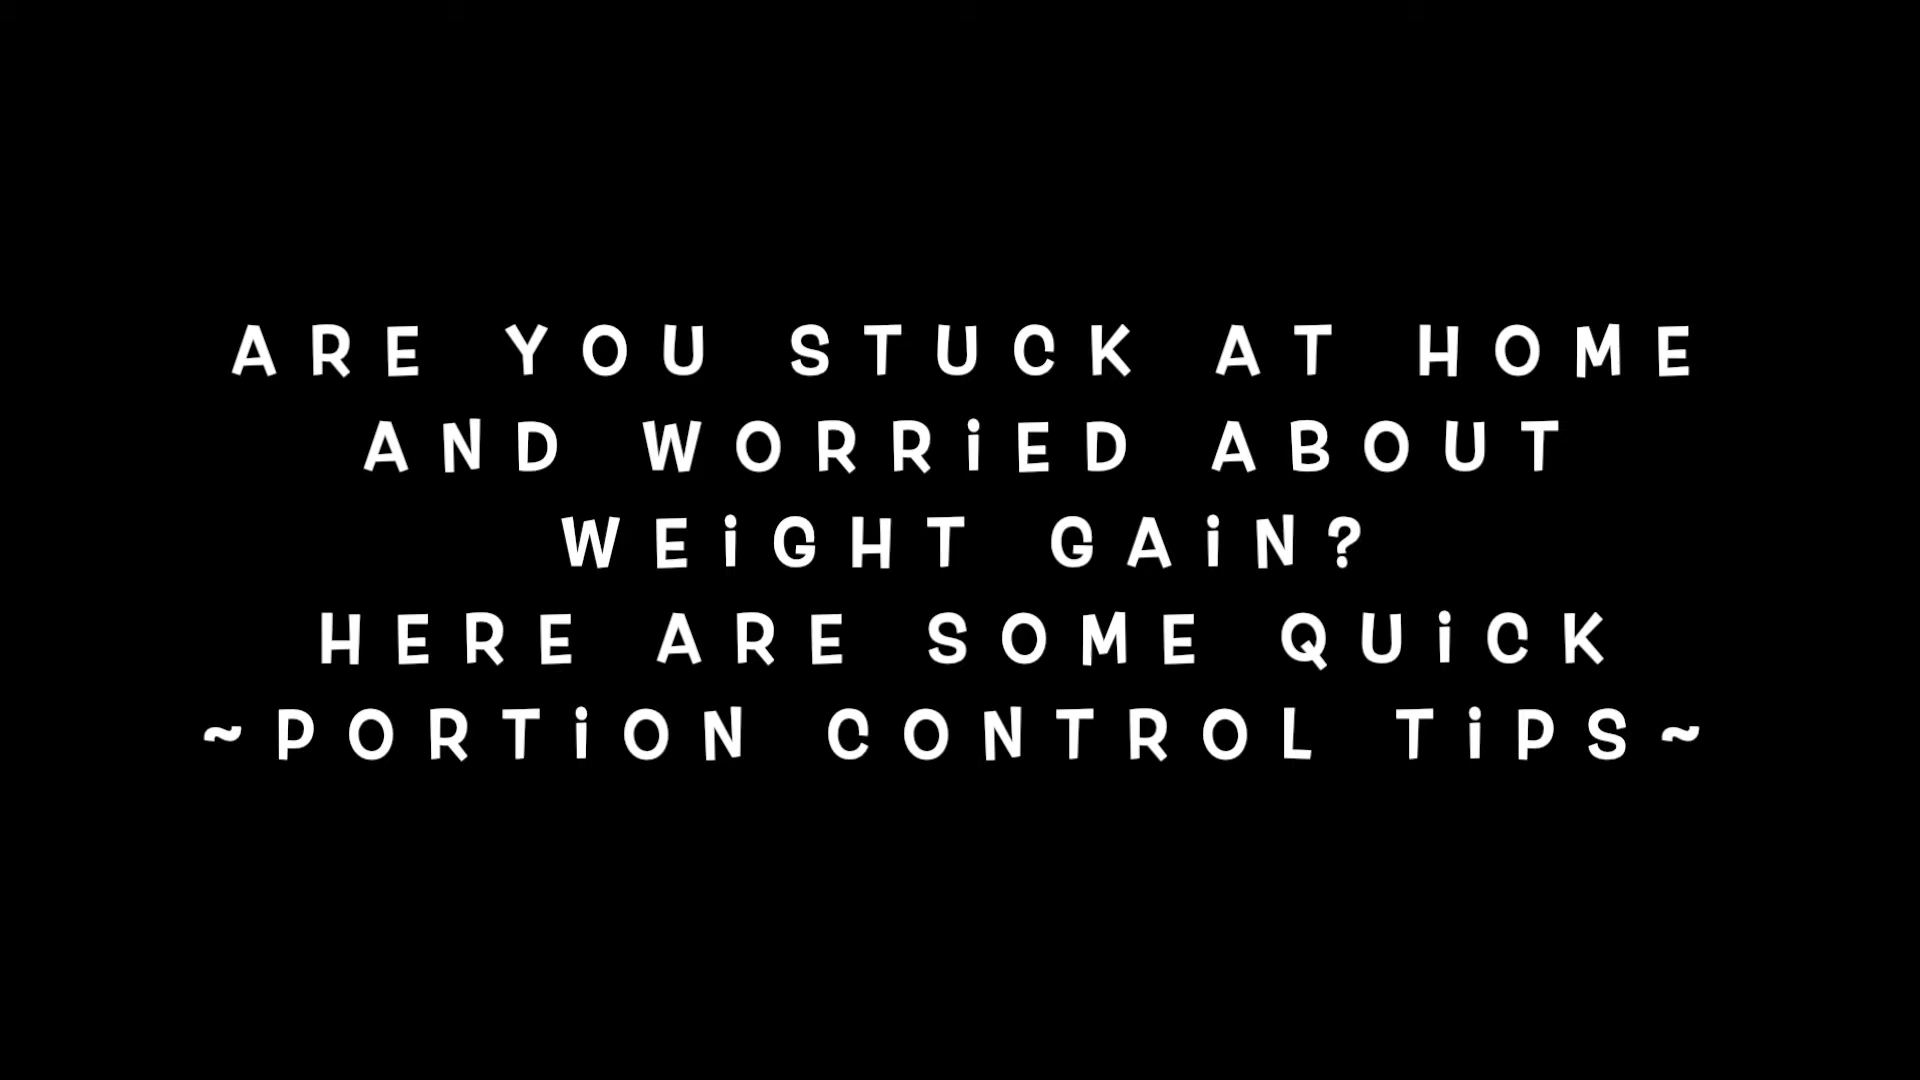 ARE YOU STUCK AT HOME
AND WORRiED ABOUT
WEiGHT GAiN?
HERE ARE SOME QUiCK
~PORTiON CONTROL TiPS~